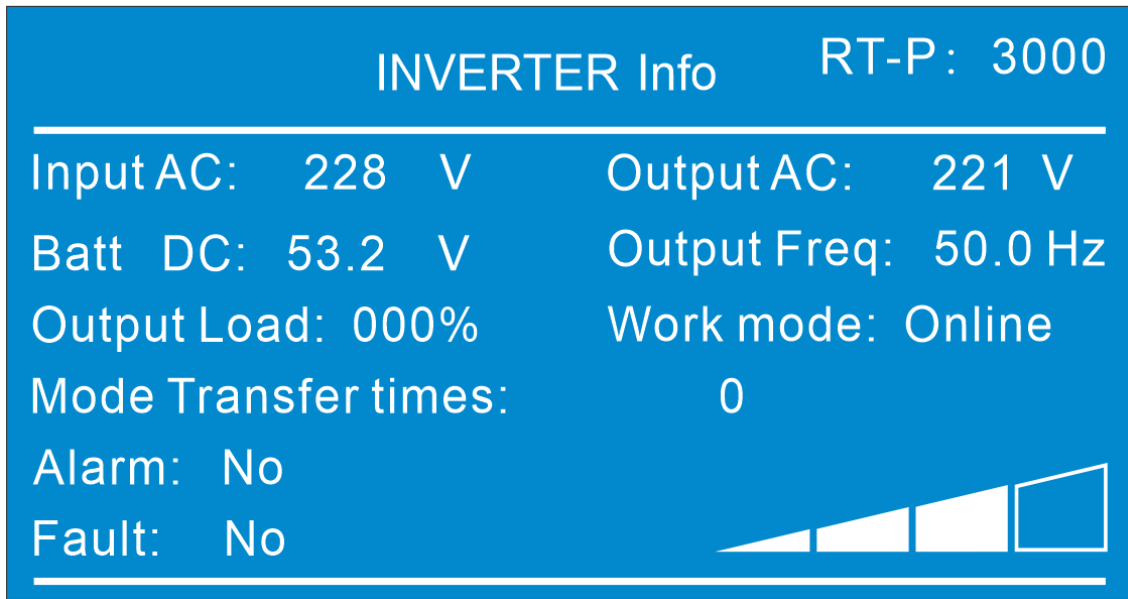 INVERTER Info RT-P: 3000
Input AC: 228 V Output AC: 221 V
Batt DC: 53.2 V Output Freq: 50.0 Hz
Output Load: 000% Work mode: Online
Mode Transfer times: 0
Alarm: No
Fault: No